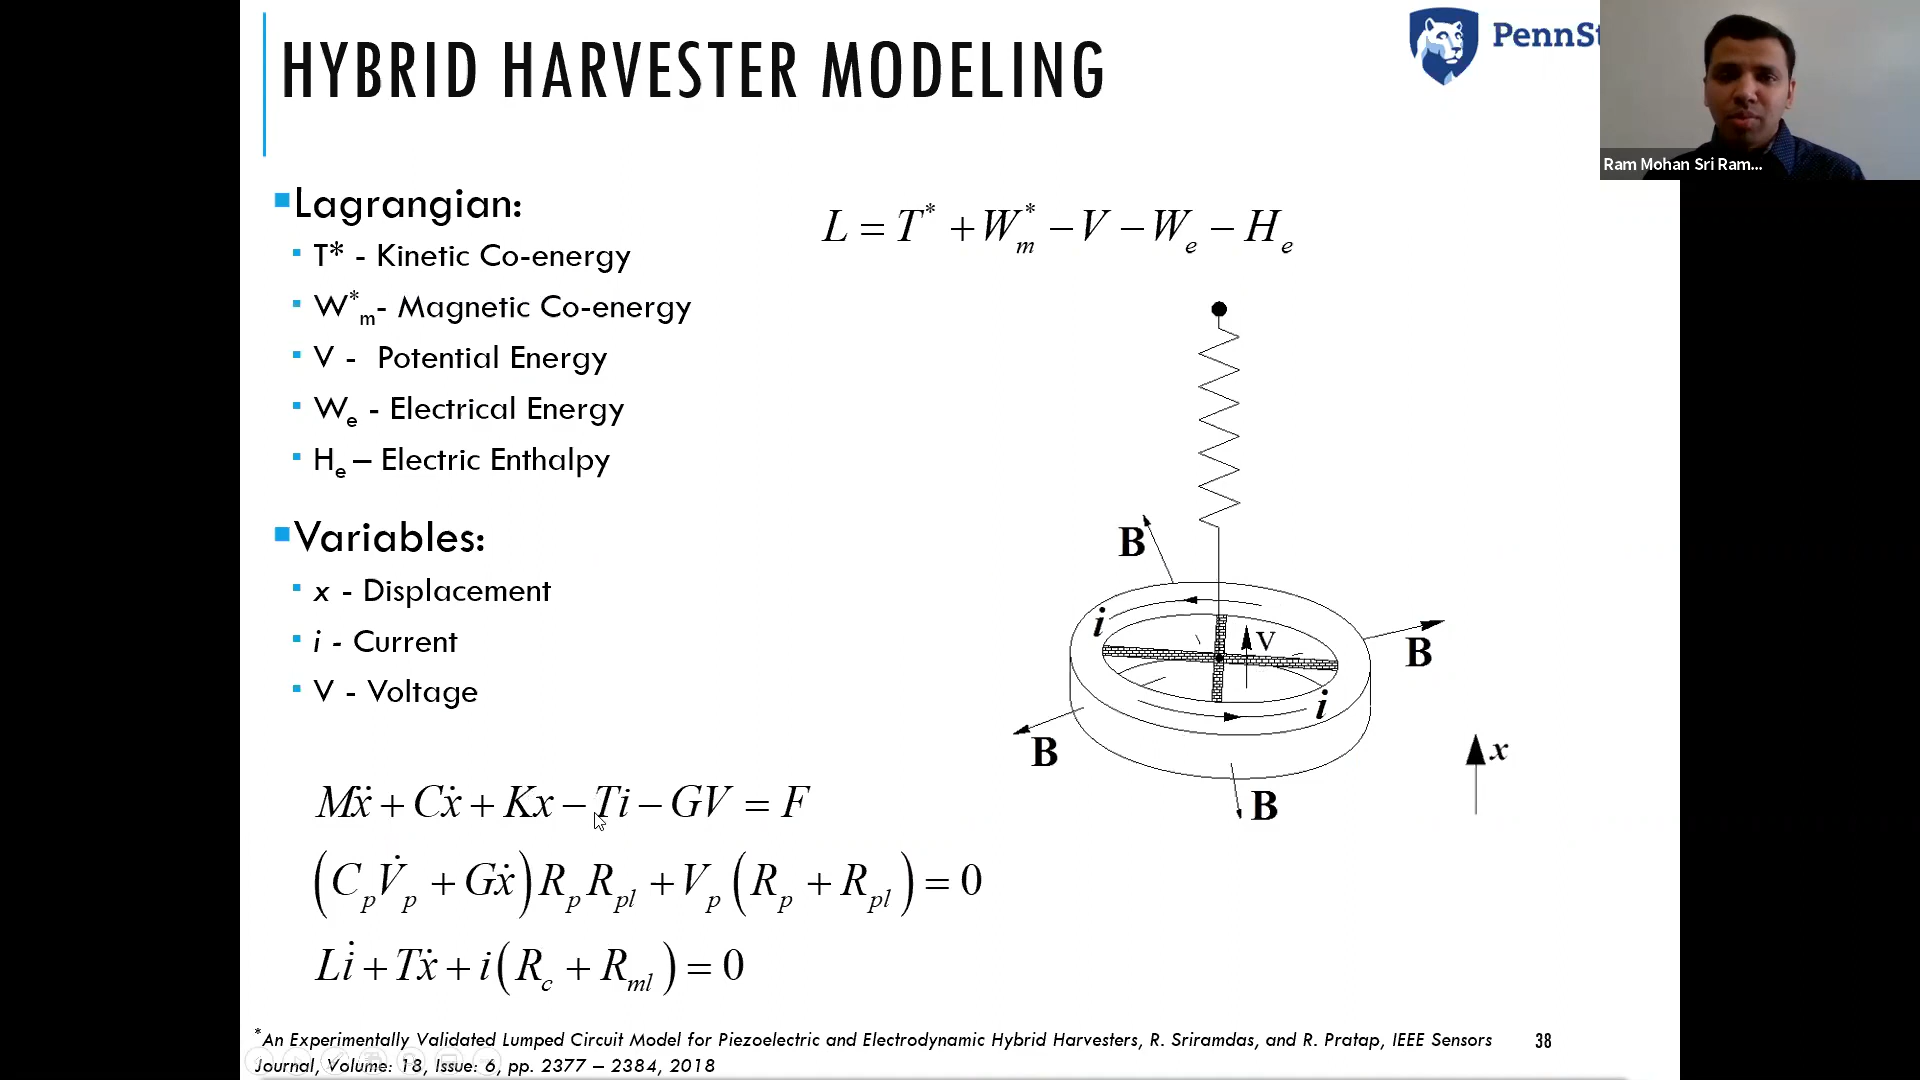 HYBRID HARVESTER MODELING
PennSt
Ram Mohan Sri Ram...
Lagrangian:
L = T* + W*m − V − We − He
T* - Kinetic Co-energy
W*m- Magnetic Co-energy
V - Potential Energy
We - Electrical Energy
He – Electric Enthalpy
Variables:
x - Displacement
i - Current
V - Voltage
B
i
V
B
i
B
x
B
Mẍ + Cẋ + Kx − Ti − GV = F
(CpV̇p + Gẋ)RpRpl + Vp(Rp + Rpl) = 0
Li̇ + Tẋ + i(Rc + Rml) = 0
*An Experimentally Validated Lumped Circuit Model for Piezoelectric and Electrodynamic Hybrid Harvesters, R. Sriramdas, and R. Pratap, IEEE Sensors
Journal, Volume: 18, Issue: 6, pp. 2377 – 2384, 2018
38